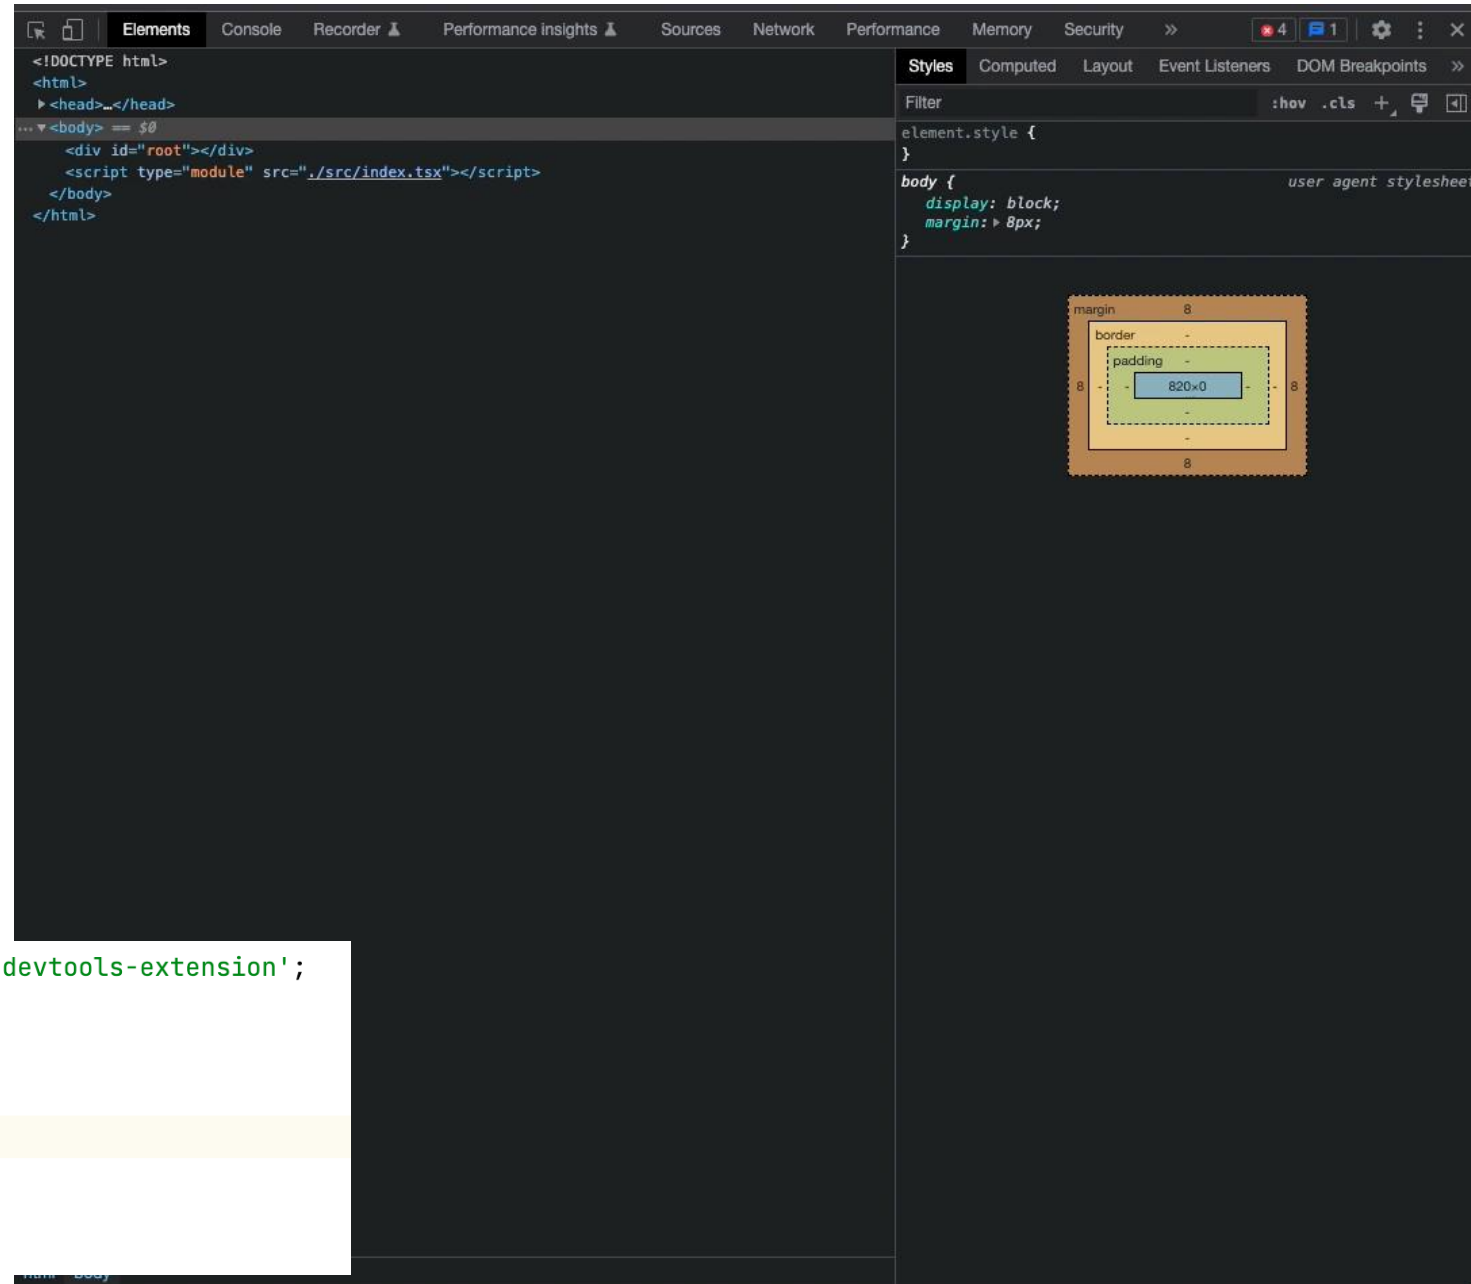 Elements Console Recorder Performance insights Sources Network Performance Memory Security » 4 1
<!DOCTYPE html>
<html>
<head>…</head>
… <body> == $0
<div id="root"></div>
<script type="module" src="./src/index.tsx"></script>
</body>
</html>
Styles Computed Layout Event Listeners DOM Breakpoints »
Filter :hov .cls +
element.style {
}
body { user agent stylesheet
display: block;
margin: 8px;
}
margin 8
border -
padding -
8 - - 820×0 - - 8
-
-
8
devtools-extension';